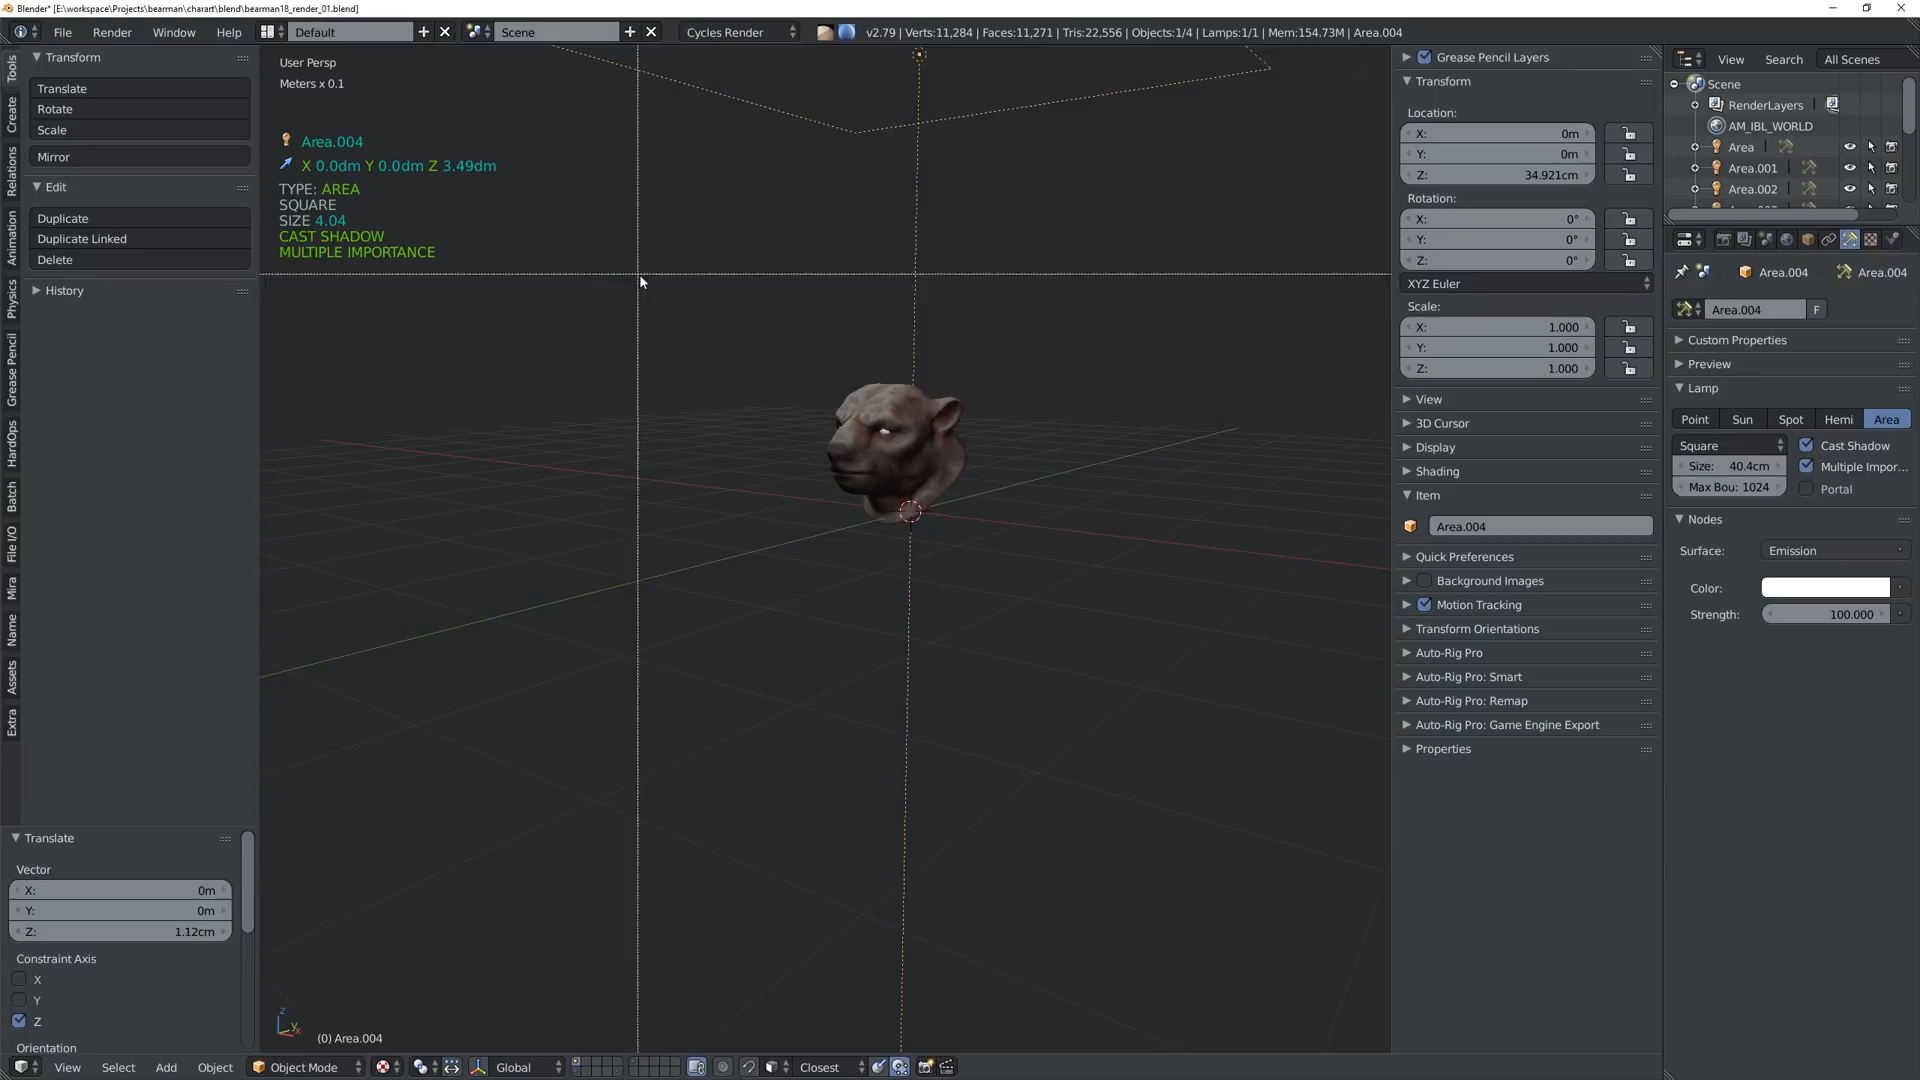 Blender* [E:\workspace\Projects\bearman\charart\blend\bearman18_render_01.blend]
File Render Window Help Default Scene Cycles Render v2.79 | Verts:11,284 | Faces:11,271 | Tris:22,556 | Objects:1/4 | Lamps:1/1 | Mem:154.73M | Area.004
Tools
Create
Relations
Animation
Physics
Grease Pencil
HardOps
Batch
File I/O
Mira
Name
Assets
Extra
Transform
Translate
Rotate
Scale
Mirror
Edit
Duplicate
Duplicate Linked
Delete
History
Translate
Vector
X: 0m
Y: 0m
Z: 1.12cm
Constraint Axis
X
Y
Z
Orientation
User Persp
Meters x 0.1
Area.004
X 0.0dm Y 0.0dm Z 3.49dm
TYPE: AREA
SQUARE
SIZE 4.04
CAST SHADOW
MULTIPLE IMPORTANCE
z
y
x
(0) Area.004
View Select Add Object Object Mode Global Closest
Grease Pencil Layers
Transform
Location:
X: 0m
Y: 0m
Z: 34.921cm
Rotation:
X: 0°
Y: 0°
Z: 0°
XYZ Euler
Scale:
X: 1.000
Y: 1.000
Z: 1.000
View
3D Cursor
Display
Shading
Item
Area.004
Quick Preferences
Background Images
Motion Tracking
Transform Orientations
Auto-Rig Pro
Auto-Rig Pro: Smart
Auto-Rig Pro: Remap
Auto-Rig Pro: Game Engine Export
Properties
View Search All Scenes
Scene
RenderLayers
AM_IBL_WORLD
Area
Area.001
Area.002
Area.004 Area.004
Area.004 F
Custom Properties
Preview
Lamp
Point Sun Spot Hemi Area
Square Cast Shadow
Size: 40.4cm Multiple Impor...
Max Bou: 1024 Portal
Nodes
Surface: Emission
Color:
Strength: 100.000